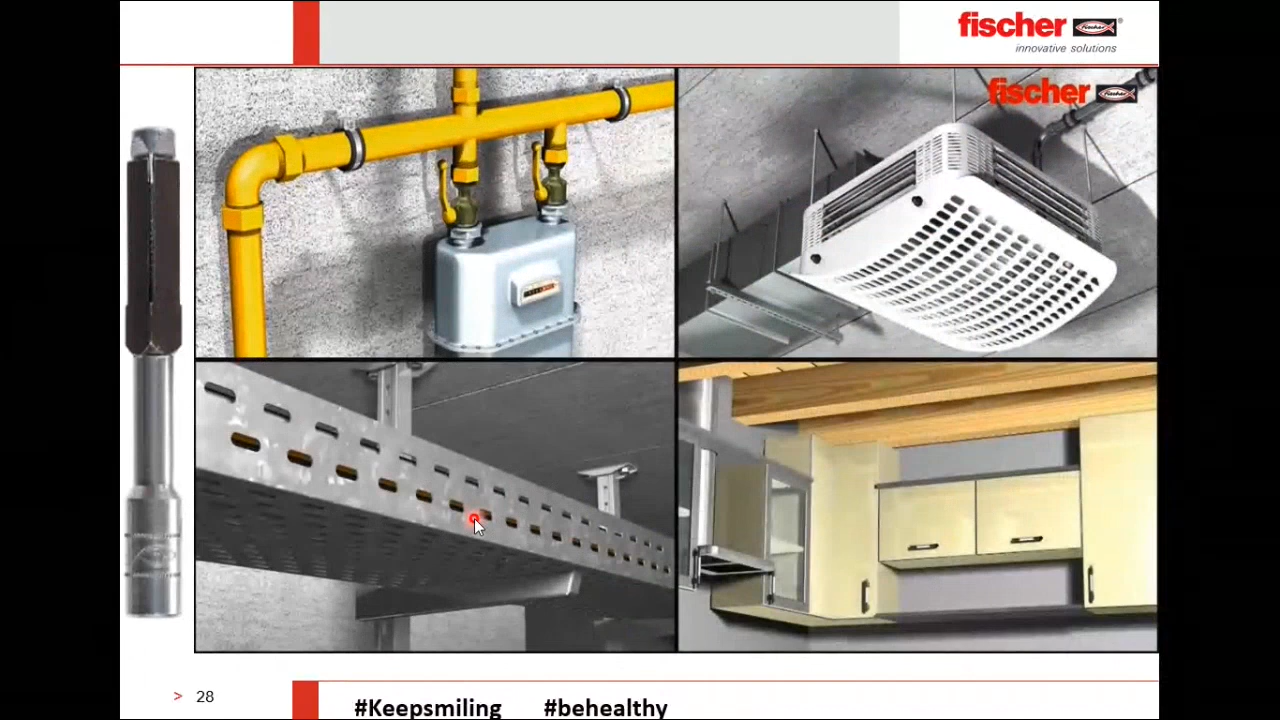 fischer
innovative solutions
fischer
> 28
#Keepsmiling #behealthy